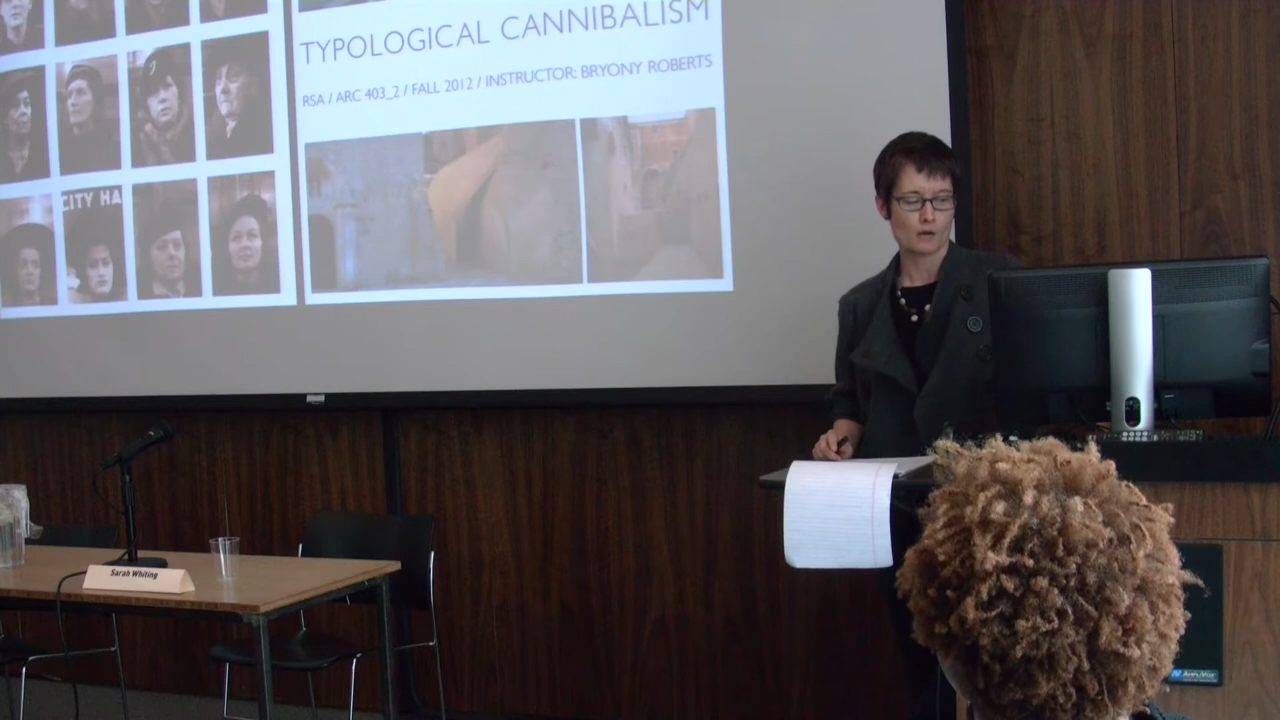 TYPOLOGICAL CANNIBALISM
RSA / ARC 403_2 / FALL 2012 / INSTRUCTOR: BRYONY ROBERTS
CITY HA
Sarah Whiting